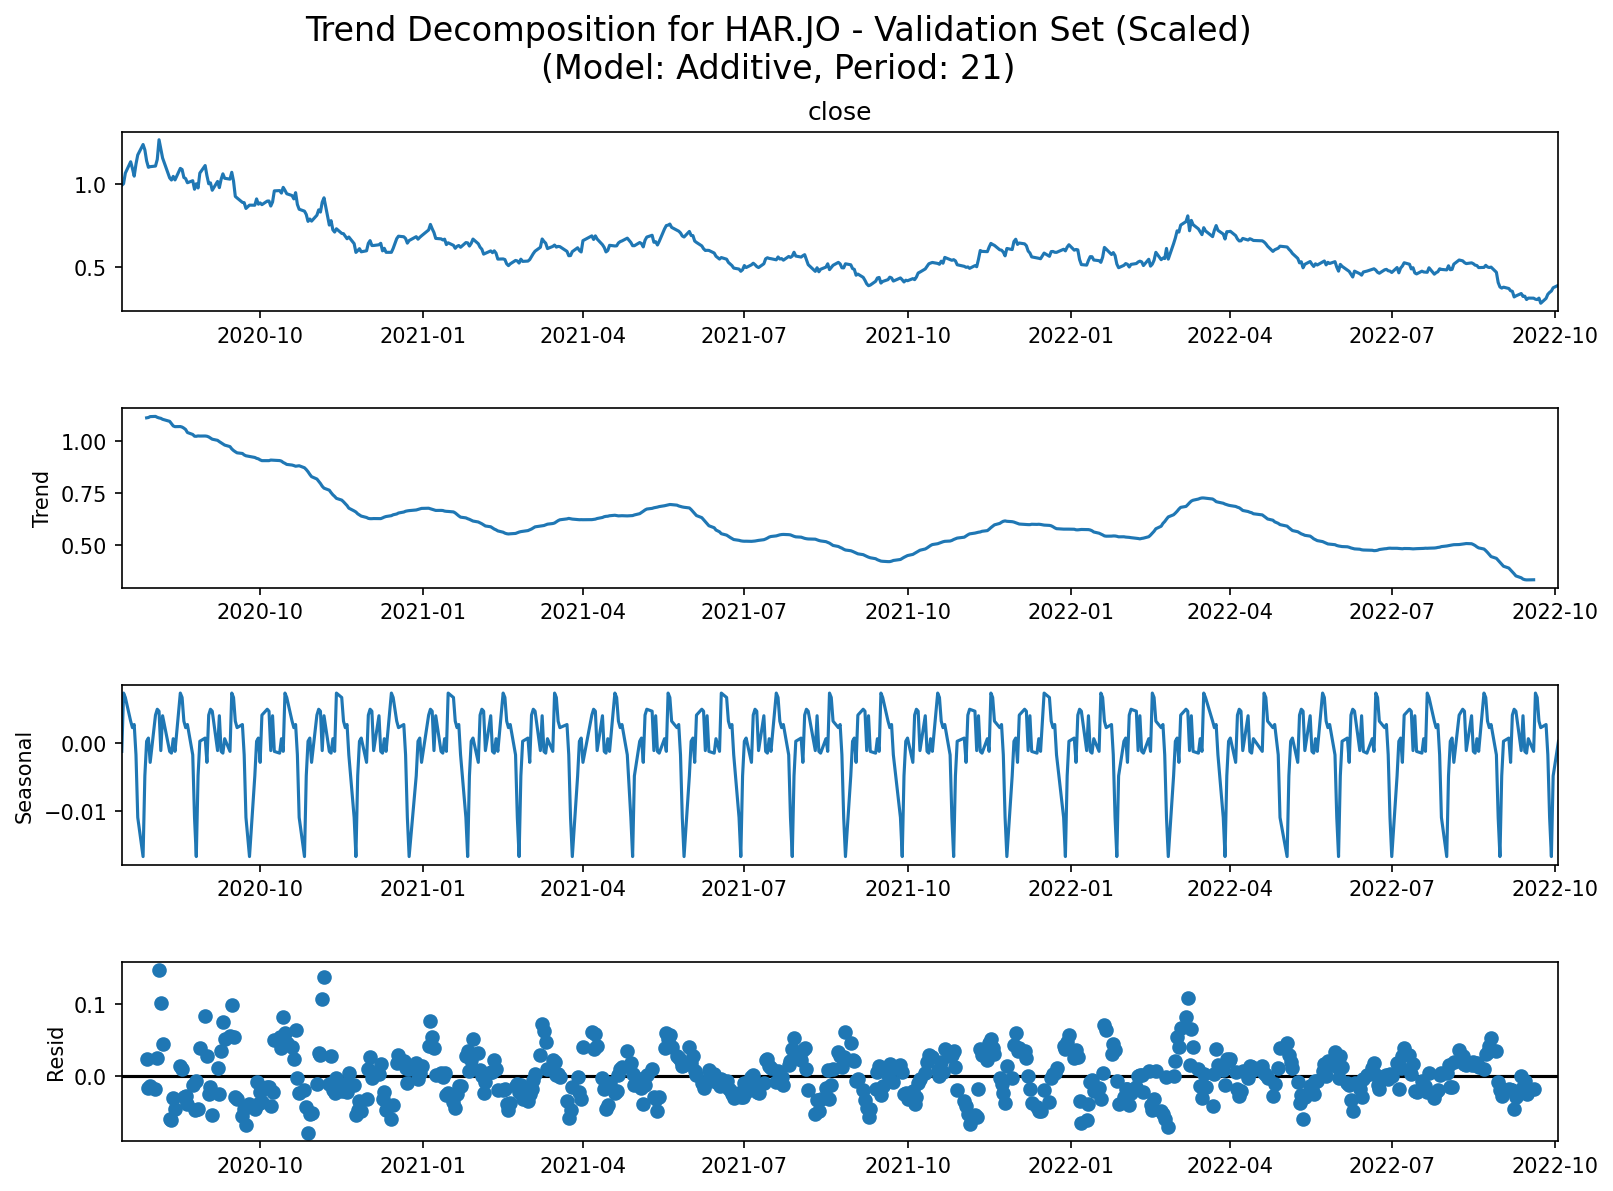 Trend Decomposition for HAR.JO - Validation Set (Scaled)
(Model: Additive, Period: 21)
close
1.0
0.5
2020-10 2021-01 2021-04 2021-07 2021-10 2022-01 2022-04 2022-07 2022-10
Trend
1.00
0.75
0.50
2020-10 2021-01 2021-04 2021-07 2021-10 2022-01 2022-04 2022-07 2022-10
Seasonal
0.00
−0.01
2020-10 2021-01 2021-04 2021-07 2021-10 2022-01 2022-04 2022-07 2022-10
Resid
0.1
0.0
2020-10 2021-01 2021-04 2021-07 2021-10 2022-01 2022-04 2022-07 2022-10